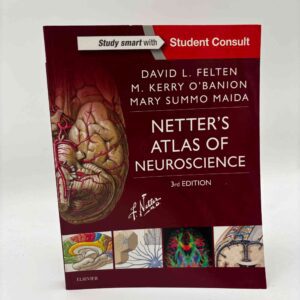 Study smart with Student Consult
DAVID L. FELTEN
M. KERRY O'BANION
MARY SUMMO MAIDA
NETTER'S
ATLAS OF
NEUROSCIENCE
3rd EDITION
F. Netter
ELSEVIER